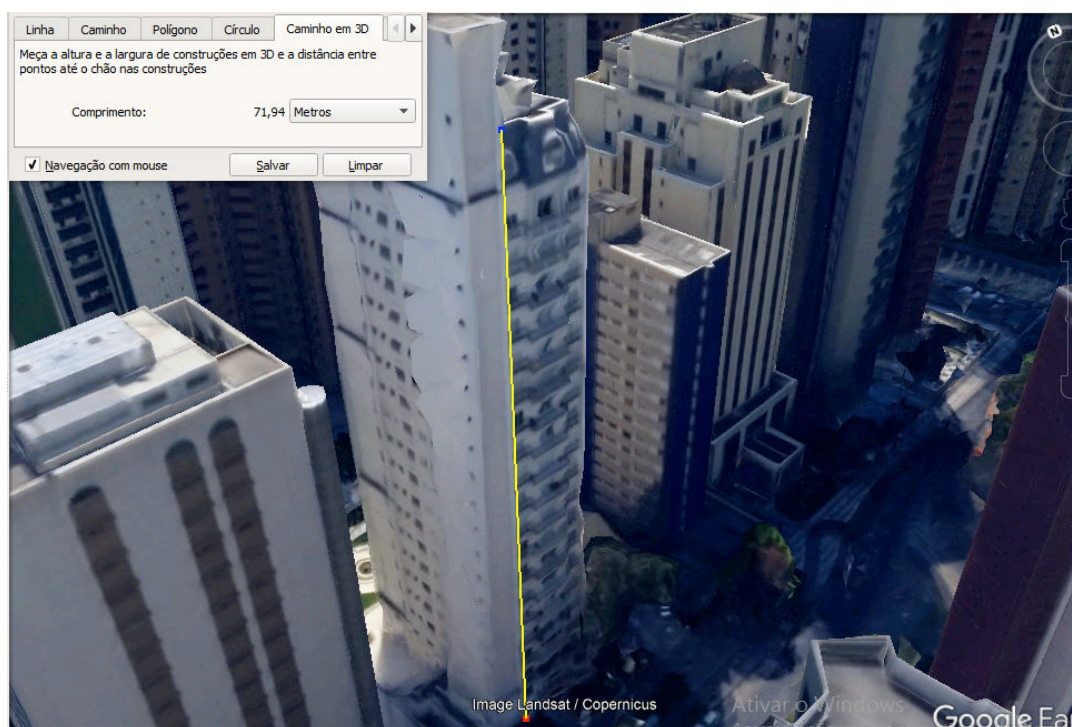 Linha Caminho Polígono Círculo Caminho em 3D
Meça a altura e a largura de construções em 3D e a distância entre
pontos até o chão nas construções
Comprimento: 71,94 Metros
Navegação com mouse Salvar Limpar
N
Image Landsat / Copernicus
Ativar o Windows
Google Ea